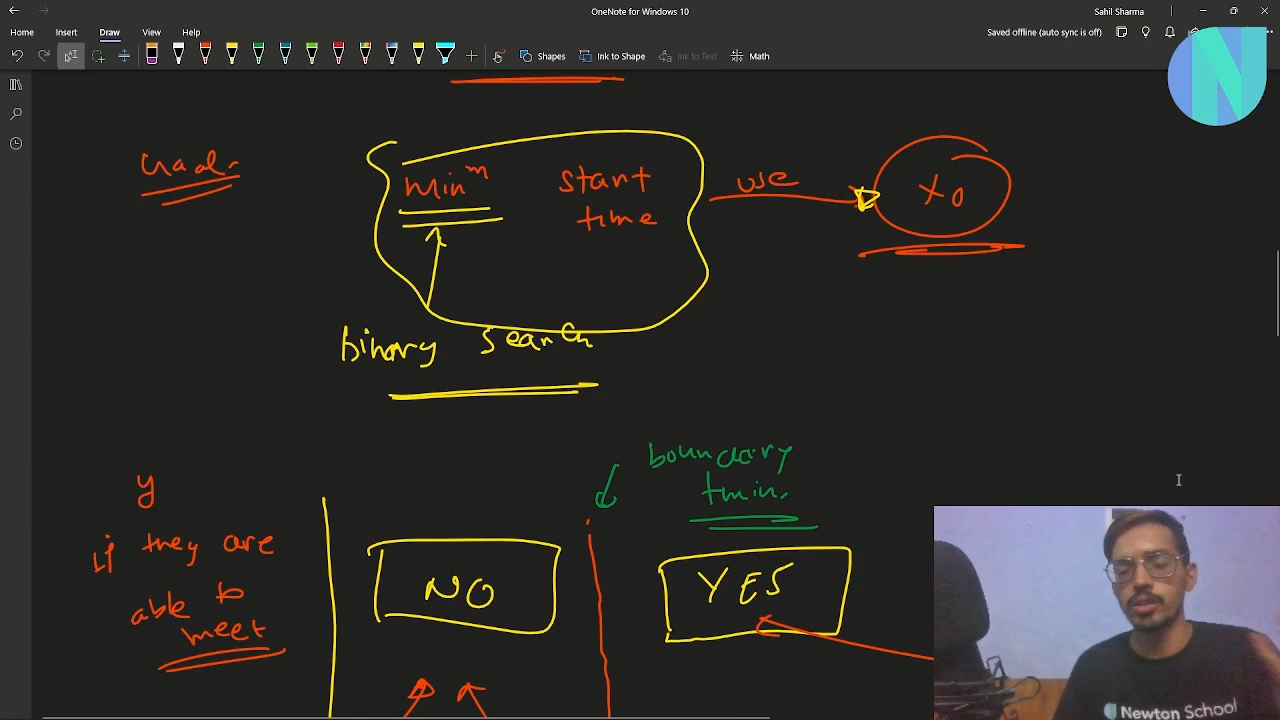 OneNote for Windows 10
Sahil Sharma
Home Insert Draw View Help
Saved offline (auto sync is off)
Shapes Ink to Shape Ink to Text Math
Goal
min^m start time
use
x0
binary search
boundary
tmin.
y
if they are
able to
meet
NO
YES
Newton School